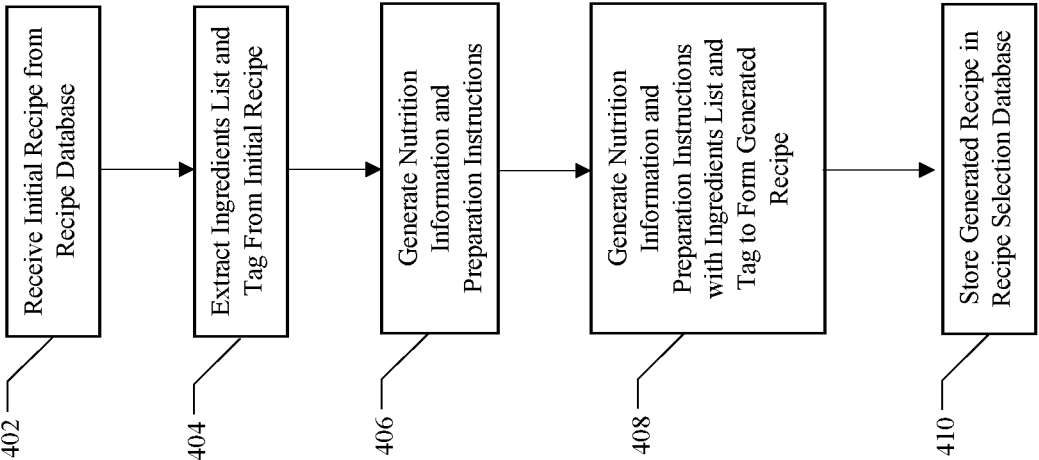 402
Receive Initial Recipe from
Recipe Database
404
Extract Ingredients List and
Tag From Initial Recipe
406
Generate Nutrition
Information and
Preparation Instructions
408
Generate Nutrition
Information and
Preparation Instructions
with Ingredients List and
Tag to Form Generated
Recipe
410
Store Generated Recipe in
Recipe Selection Database